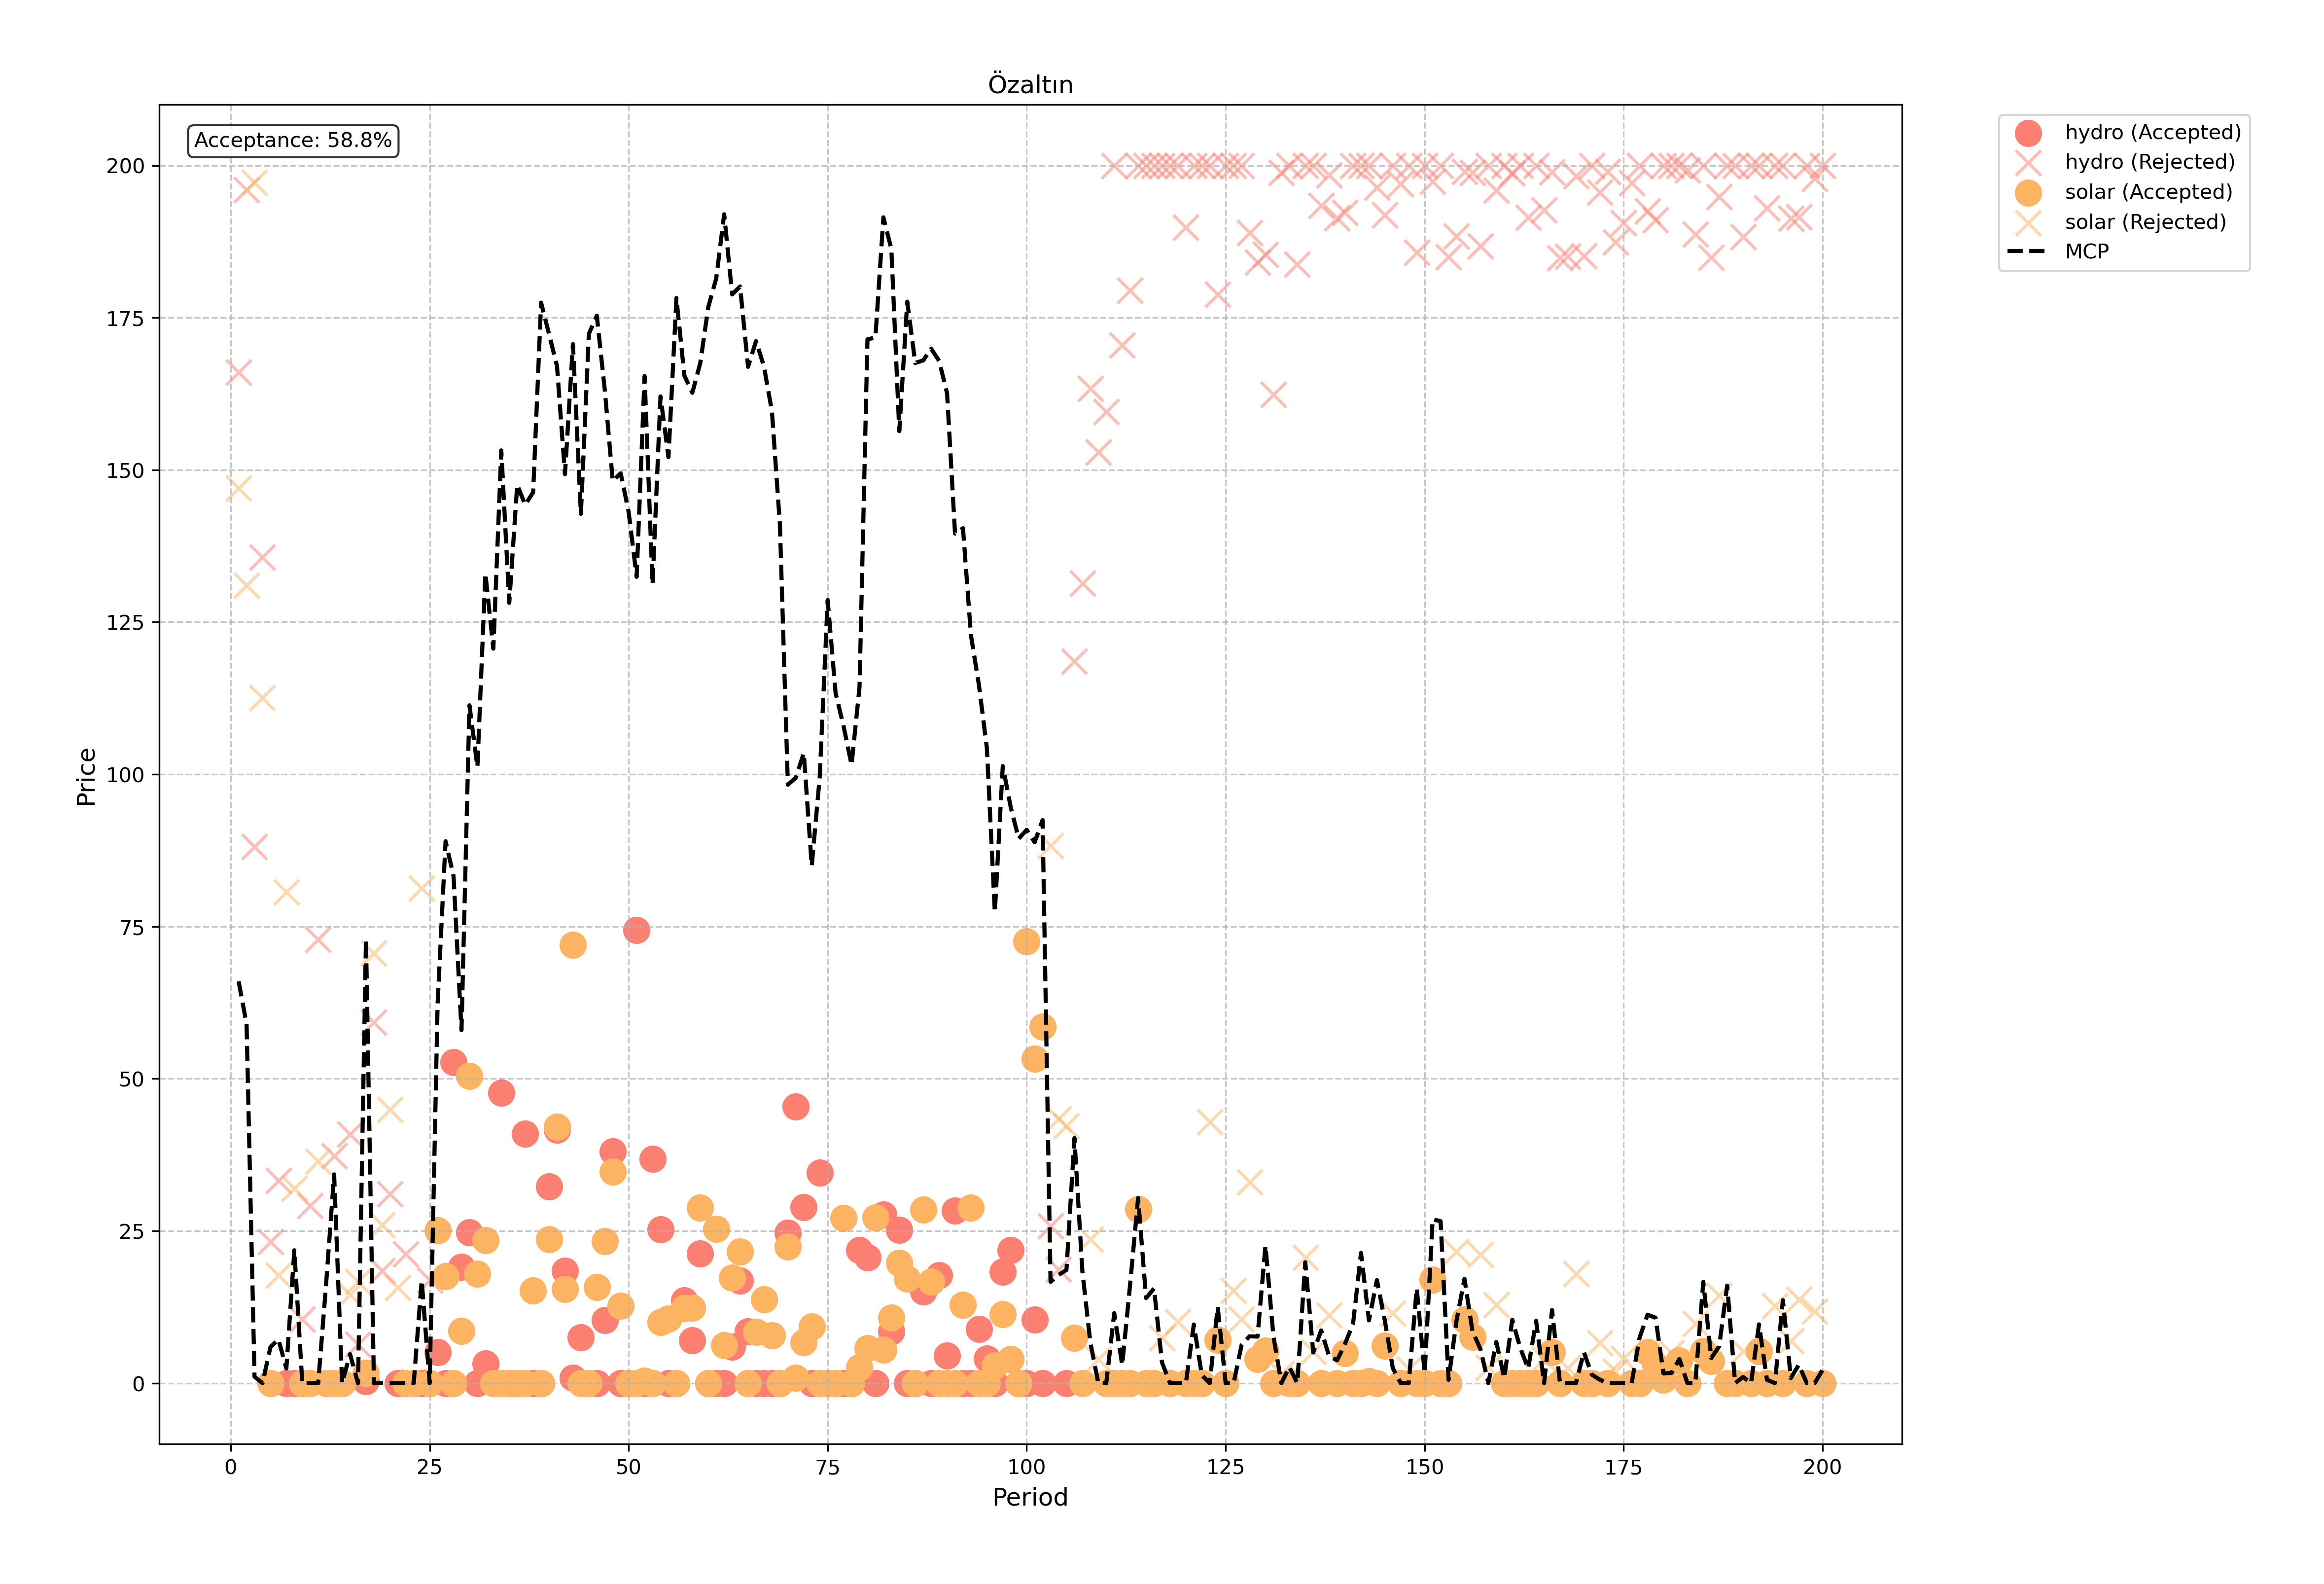 Özaltın
Acceptance: 58.8%
hydro (Accepted)
hydro (Rejected)
solar (Accepted)
solar (Rejected)
MCP
Price
200
175
150
125
100
75
50
25
0
0 25 50 75 100 125 150 175 200
Period